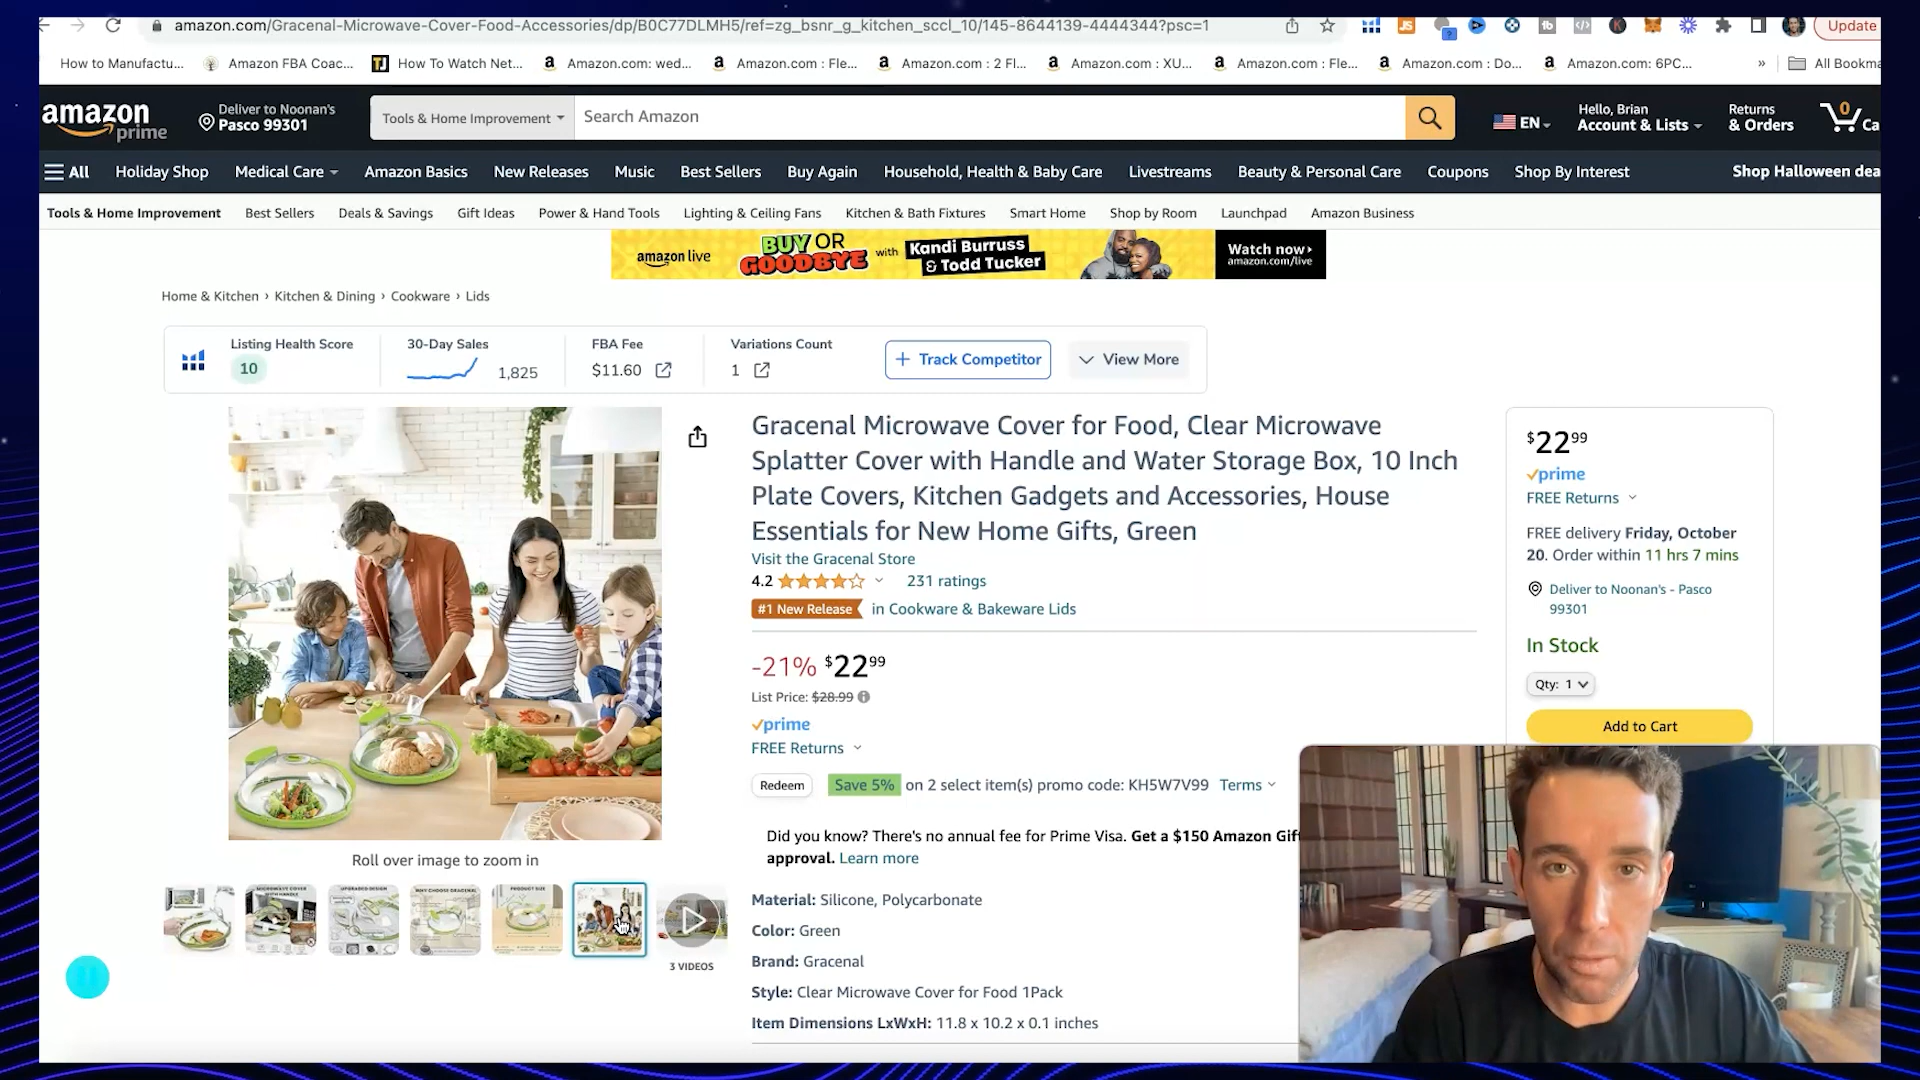 amazon.com/Gracenal-Microwave-Cover-Food-Accessories/dp/B0C77DLMH5/ref=zg_bsnr_g_kitchen_sccl_10/145-8644139-4444344?psc=1
Update
How to Manufactu...
Amazon FBA Coac...
How To Watch Net...
Amazon.com: wed...
Amazon.com : Fle...
Amazon.com : 2 Fl...
Amazon.com : XU...
Amazon.com : Fle...
Amazon.com : Do...
Amazon.com: 6PC...
»
All Bookma
amazon
prime
Deliver to Noonan's
Pasco 99301
Tools & Home Improvement
Search Amazon
EN
Hello, Brian
Account & Lists
Returns
& Orders
0
Ca
All
Holiday Shop
Medical Care
Amazon Basics
New Releases
Music
Best Sellers
Buy Again
Household, Health & Baby Care
Livestreams
Beauty & Personal Care
Coupons
Shop By Interest
Shop Halloween dea
Tools & Home Improvement
Best Sellers
Deals & Savings
Gift Ideas
Power & Hand Tools
Lighting & Ceiling Fans
Kitchen & Bath Fixtures
Smart Home
Shop by Room
Launchpad
Amazon Business
amazon live
BUY OR
GOODBYE
with
Kandi Burruss
& Todd Tucker
Watch now›
amazon.com/live
Home & Kitchen › Kitchen & Dining › Cookware › Lids
Listing Health Score
10
30-Day Sales
1,825
FBA Fee
$11.60
Variations Count
1
+ Track Competitor
View More
Gracenal Microwave Cover for Food, Clear Microwave
Splatter Cover with Handle and Water Storage Box, 10 Inch
Plate Covers, Kitchen Gadgets and Accessories, House
Essentials for New Home Gifts, Green
Visit the Gracenal Store
4.2
231 ratings
#1 New Release
in Cookware & Bakeware Lids
-21% $2299
List Price: $28.99
prime
FREE Returns
Redeem
Save 5% on 2 select item(s) promo code: KH5W7V99 Terms
Did you know? There's no annual fee for Prime Visa. Get a $150 Amazon Gif
approval. Learn more
Material: Silicone, Polycarbonate
Color: Green
Brand: Gracenal
Style: Clear Microwave Cover for Food 1Pack
Item Dimensions LxWxH: 11.8 x 10.2 x 0.1 inches
Roll over image to zoom in
MICROWAVE COVER
WITH HANDLE
UPGRADED DESIGN
WHY CHOOSE GRACENAL
PRODUCT SIZE
3 VIDEOS
$2299
prime
FREE Returns
FREE delivery Friday, October
20. Order within 11 hrs 7 mins
Deliver to Noonan's - Pasco
99301
In Stock
Qty: 1
Add to Cart